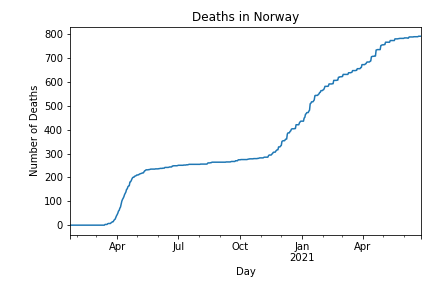 Deaths in Norway
800
700
600
500
400
300
200
100
0
Number of Deaths
Apr
Jul
Oct
Jan
2021
Apr
Day